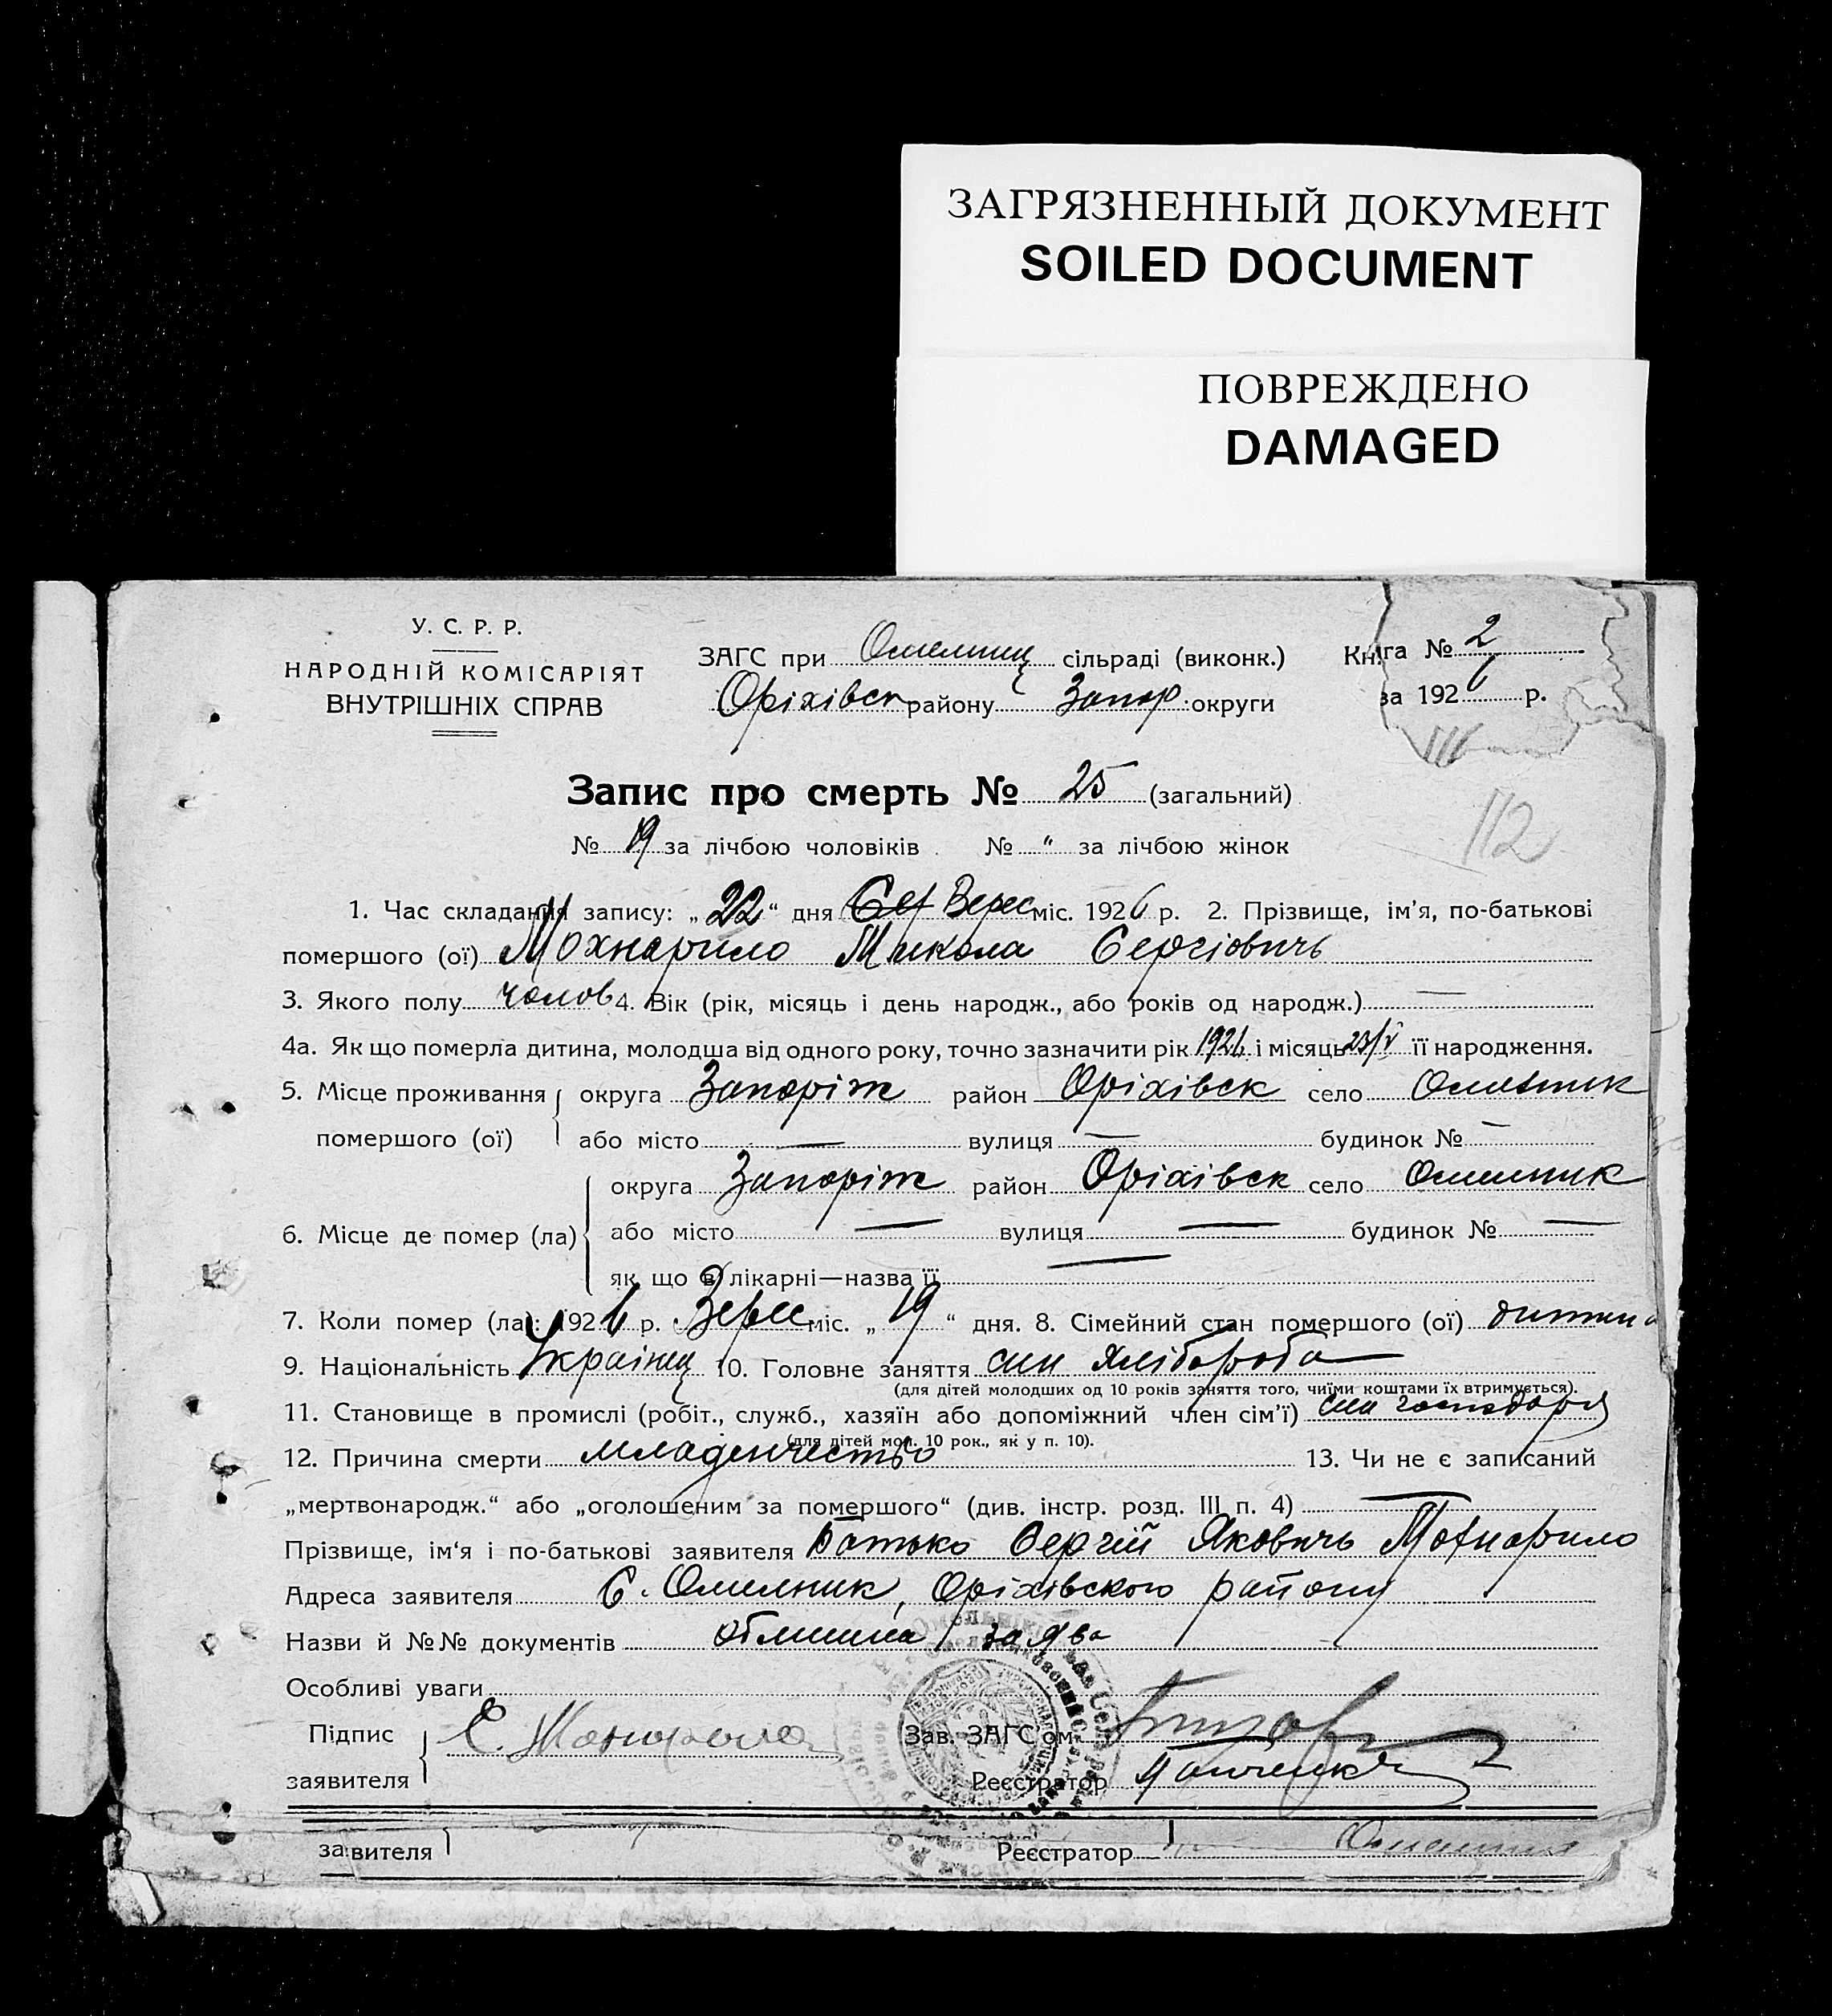 ЗАГРЯЗНЕННЫЙ ДОКУМЕНТ
SOILED DOCUMENT
ПОВРЕЖДЕНО
DAMAGED
У. С. Р. Р.
НАРОДНІЙ КОМІСАРІЯТ
ВНУТРІШНІХ СПРАВ
ЗАГС при Омельниц сільраді (виконк.)
Оріхівск району Запор. округи
Книга № 2
за 1926 р.
111
Запис про смерть № 25 (загальний)
112
№ 19 за лічбою чоловіків № " за лічбою жінок
1. Час складання запису: „22“ дня Верес міс. 1926 р. 2. Прізвище, ім’я, по-батькові
помершого (ої) Мохнарило Микола Сергіовичь
3. Якого полу чолов 4. Вік (рік, місяць і день народж., або років од народж.) —
4а. Як що померла дитина, молодша від одного року, точно зазначити рік 1926 і місяць 23/V її народження.
5. Місце проживання округа Запоріж район Оріхівск село Омельник
помершого (ої) або місто — вулиця — будинок № —
округа Запоріж район Оріхівск село Омельник
6. Місце де помер (ла) або місто — вулиця — будинок № —
як що в лікарні—назва її —
7. Коли помер (ла): 1926 р. Верес міс. „19“ дня. 8. Сімейний стан помершого (ої) дитина
9. Національність Українец 10. Головне заняття син хлібороба
(для дітей молодших од 10 років заняття того, чиїми коштами їх втримується).
11. Становище в промислі (робіт., служб., хазяїн або допоміжний член сім’ї) син господаря
(для дітей мол. 10 рок., як у п. 10).
12. Причина смерти младенчество 13. Чи не є записаний
„мертвонародж.“ або „оголошеним за помершого“ (див. інстр. розд. III п. 4) —
Прізвище, ім‘я і по-батькові заявителя Батько Сергій Яковичь Мохнарило
Адреса заявителя С. Омелник, Оріхівского району
Назви й №№ документів заява
Особливі уваги
Підпис
заявителя
Зав. ЗАГС’ом
Реєстратор
заявителя Реєстратор